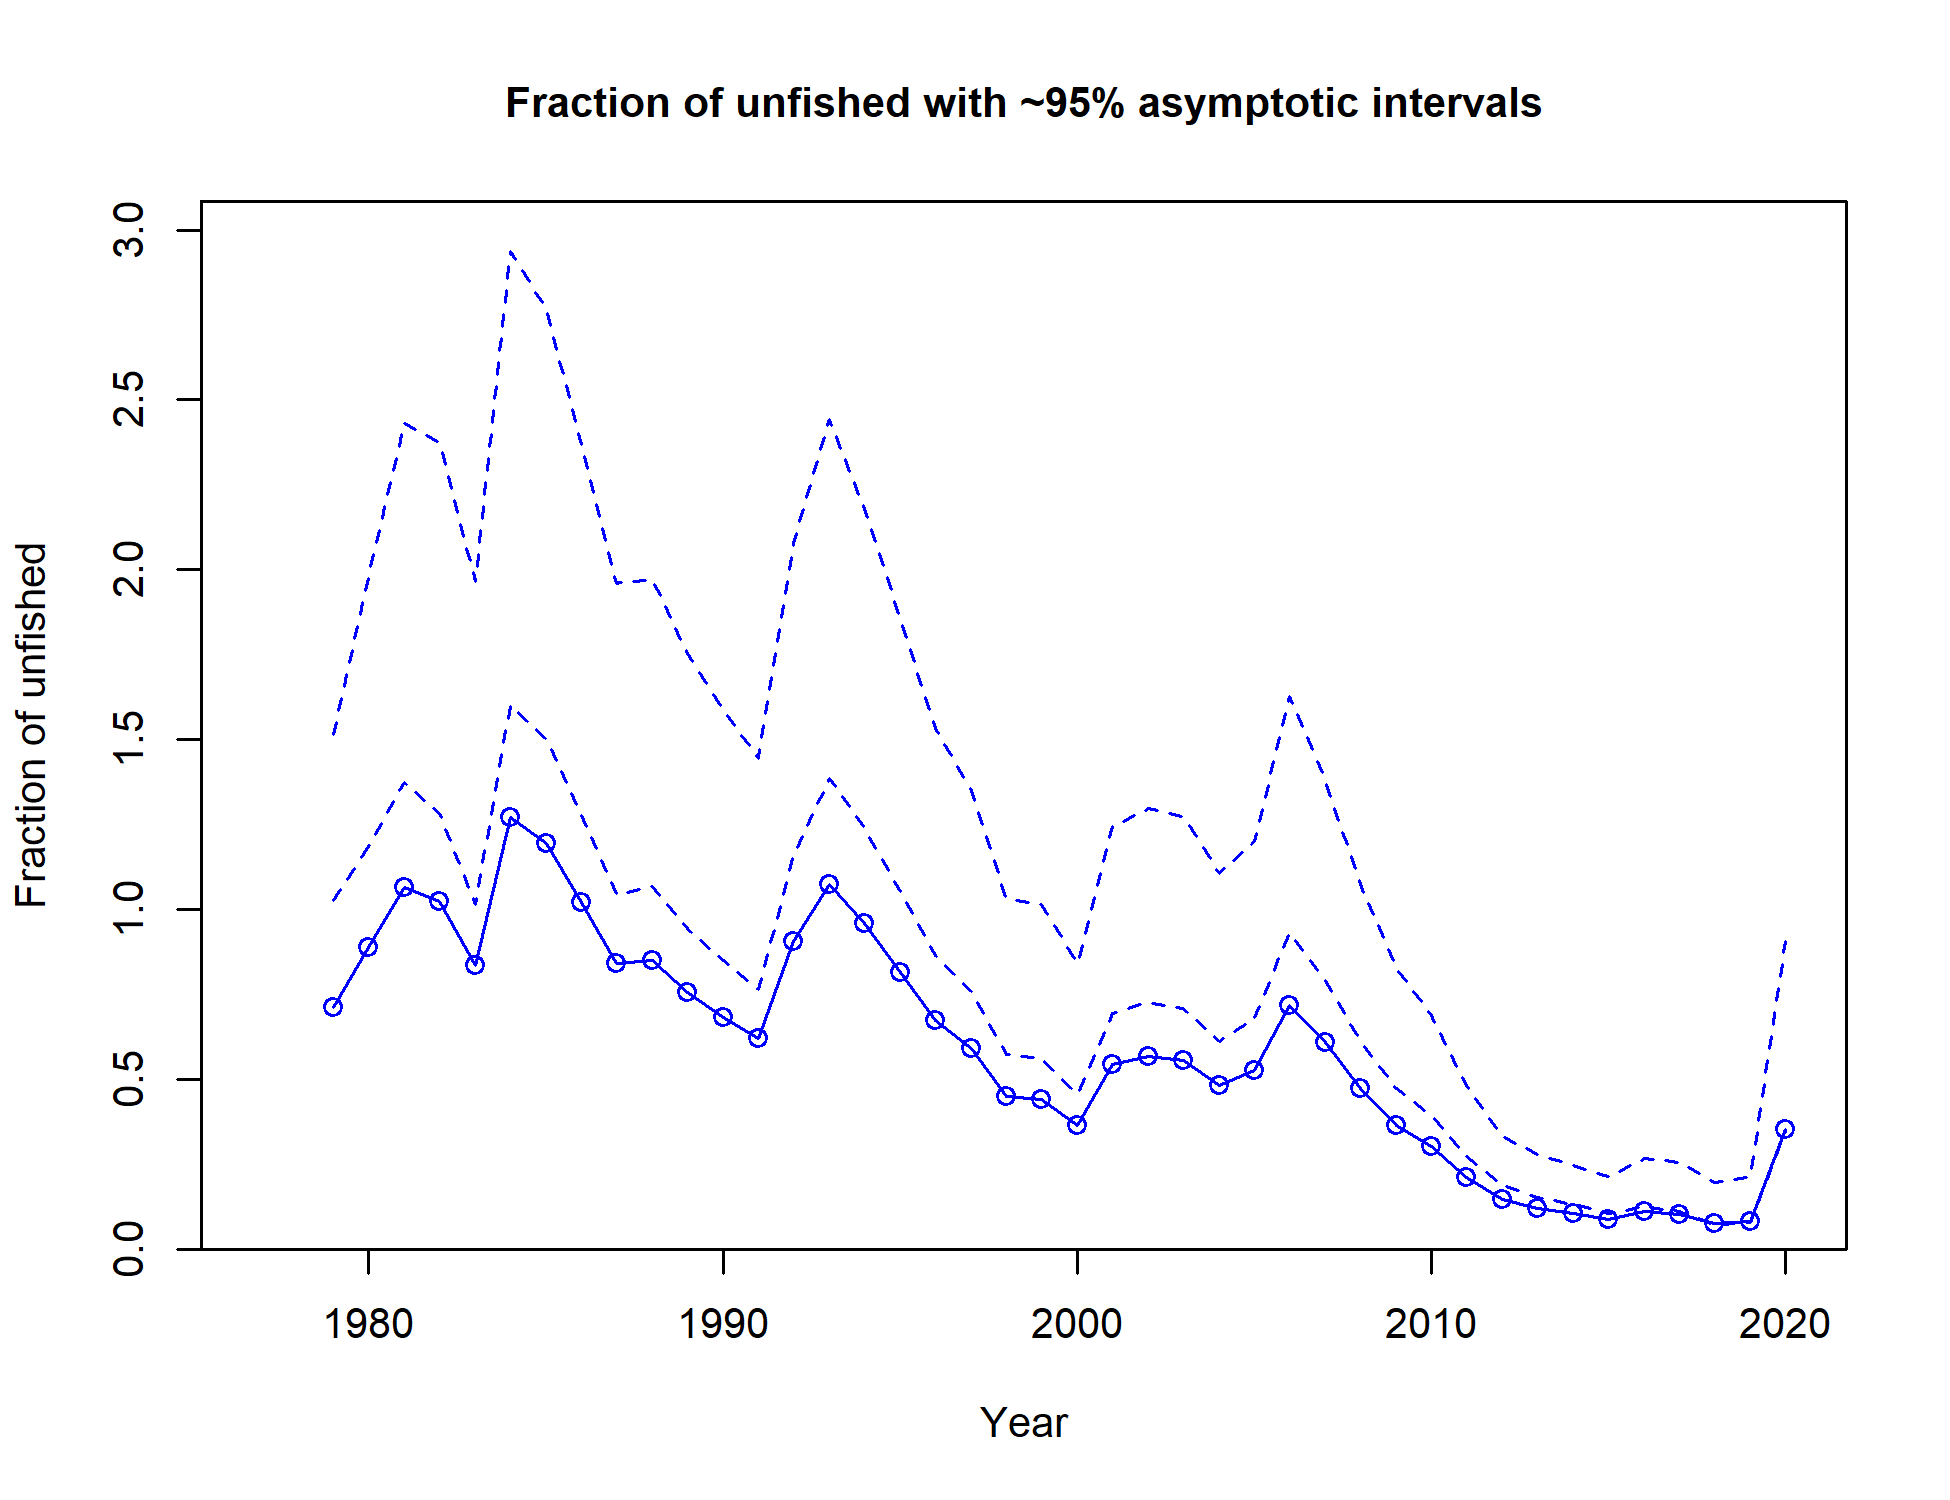 Fraction of unfished with ~95% asymptotic intervals
Fraction of unfished
3.0
2.5
2.0
1.5
1.0
0.5
0.0
1980 1990 2000 2010 2020
Year